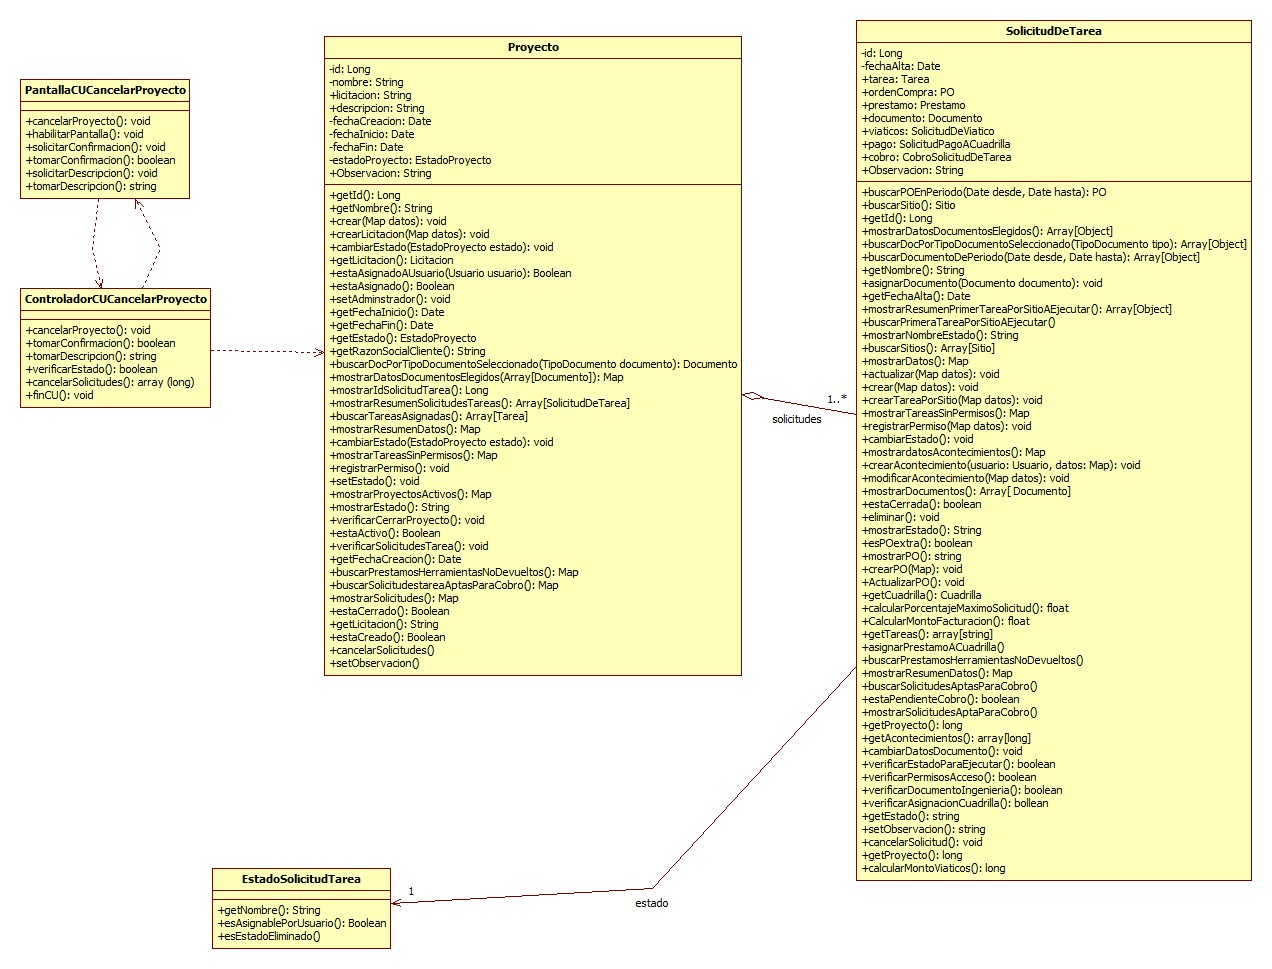 PantallaCUCancelarProyecto
+cancelarProyecto(): void
+habilitarPantalla(): void
+solicitarConfirmacion(): void
+tomarConfirmacion(): boolean
+solicitarDescripcion(): void
+tomarDescripcion(): string
ControladorCUCancelarProyecto
+cancelarProyecto(): void
+tomarConfirmacion(): boolean
+tomarDescripcion(): string
+verificarEstado(): boolean
+cancelarSolicitudes(): array (long)
+finCU(): void
Proyecto
-id: Long
-nombre: String
+licitacion: String
+descripcion: String
-fechaCreacion: Date
-fechaInicio: Date
-fechaFin: Date
-estadoProyecto: EstadoProyecto
+Observacion: String
+getId(): Long
+getNombre(): String
+crear(Map datos): void
+crearLicitacion(Map datos): void
+cambiarEstado(EstadoProyecto estado): void
+getLicitacion(): Licitacion
+estaAsignadoAUsuario(Usuario usuario): Boolean
+estaAsignado(): Boolean
+setAdminstrador(): void
+getFechaInicio(): Date
+getFechaFin(): Date
+getEstado(): EstadoProyecto
+getRazonSocialCliente(): String
+buscarDocPorTipoDocumentoSeleccionado(TipoDocumento documento): Documento
+mostrarDatosDocumentosElegidos(Array[Documento]): Map
+mostrarIdSolicitudTarea(): Long
+mostrarResumenSolicitudesTareas(): Array[SolicitudDeTarea]
+buscarTareasAsignadas(): Array[Tarea]
+mostrarResumenDatos(): Map
+cambiarEstado(EstadoProyecto estado): void
+mostrarTareasSinPermisos(): Map
+registrarPermiso(): void
+setEstado(): void
+mostrarProyectosActivos(): Map
+mostrarEstado(): String
+verificarCerrarProyecto(): void
+estaActivo(): Boolean
+verificarSolicitudesTarea(): void
+getFechaCreacion(): Date
+buscarPrestamosHerramientasNoDevueltos(): Map
+buscarSolicitudestareaAptasParaCobro(): Map
+mostrarSolicitudes(): Map
+estaCerrado(): Boolean
+getLicitacion(): String
+estaCreado(): Boolean
+cancelarSolicitudes()
+setObservacion()
1..*
solicitudes
SolicitudDeTarea
-id: Long
-fechaAlta: Date
+tarea: Tarea
+ordenCompra: PO
+prestamo: Prestamo
+documento: Documento
+viaticos: SolicitudDeViatico
+pago: SolicitudPagoACuadrilla
+cobro: CobroSolicitudDeTarea
+Observacion: String
+buscarPOEnPeriodo(Date desde, Date hasta): PO
+buscarSitio(): Sitio
+getId(): Long
+mostrarDatosDocumentosElegidos(): Array[Object]
+buscarDocPorTipoDocumentoSeleccionado(TipoDocumento tipo): Array[Object]
+buscarDocumentoDePeriodo(Date desde, Date hasta): Array[Object]
+getNombre(): String
+asignarDocumento(Documento documento): void
+getFechaAlta(): Date
+mostrarResumenPrimerTareaPorSitioAEjecutar(): Array[Object]
+buscarPrimeraTareaPorSitioAEjecutar()
+mostrarNombreEstado(): String
+buscarSitios(): Array[Sitio]
+mostrarDatos(): Map
+actualizar(Map datos): void
+crear(Map datos): void
+crearTareaPorSitio(Map datos): void
+mostrarTareasSinPermisos(): Map
+registrarPermiso(Map datos): void
+cambiarEstado(): void
+mostrardatosAcontecimientos(): Map
+crearAcontecimiento(usuario: Usuario, datos: Map): void
+modificarAcontecimiento(Map datos): void
+mostrarDocumentos(): Array[ Documento]
+estaCerrada(): boolean
+eliminar(): void
+mostrarEstado(): String
+esPOextra(): boolean
+mostrarPO(): string
+crearPO(Map): void
+ActualizarPO(): void
+getCuadrilla(): Cuadrilla
+calcularPorcentajeMaximoSolicitud(): float
+CalcularMontoFacturacion(): float
+getTareas(): array[string]
+asignarPrestamoACuadrilla()
+buscarPrestamosHerramientasNoDevueltos()
+mostrarResumenDatos(): Map
+buscarSolicitudesAptasParaCobro()
+estaPendienteCobro(): boolean
+mostrarSolicitudesAptaParaCobro()
+getProyecto(): long
+getAcontecimientos(): array[long]
+cambiarDatosDocumento(): void
+verificarEstadoParaEjecutar(): boolean
+verificarPermisosAcceso(): boolean
+verificarDocumentoIngenieria(): boolean
+verificarAsignacionCuadrilla(): bollean
+getEstado(): string
+setObservacion(): string
+cancelarSolicitud(): void
+getProyecto(): long
+calcularMontoViaticos(): long
EstadoSolicitudTarea
+getNombre(): String
+esAsignablePorUsuario(): Boolean
+esEstadoEliminado()
1
estado